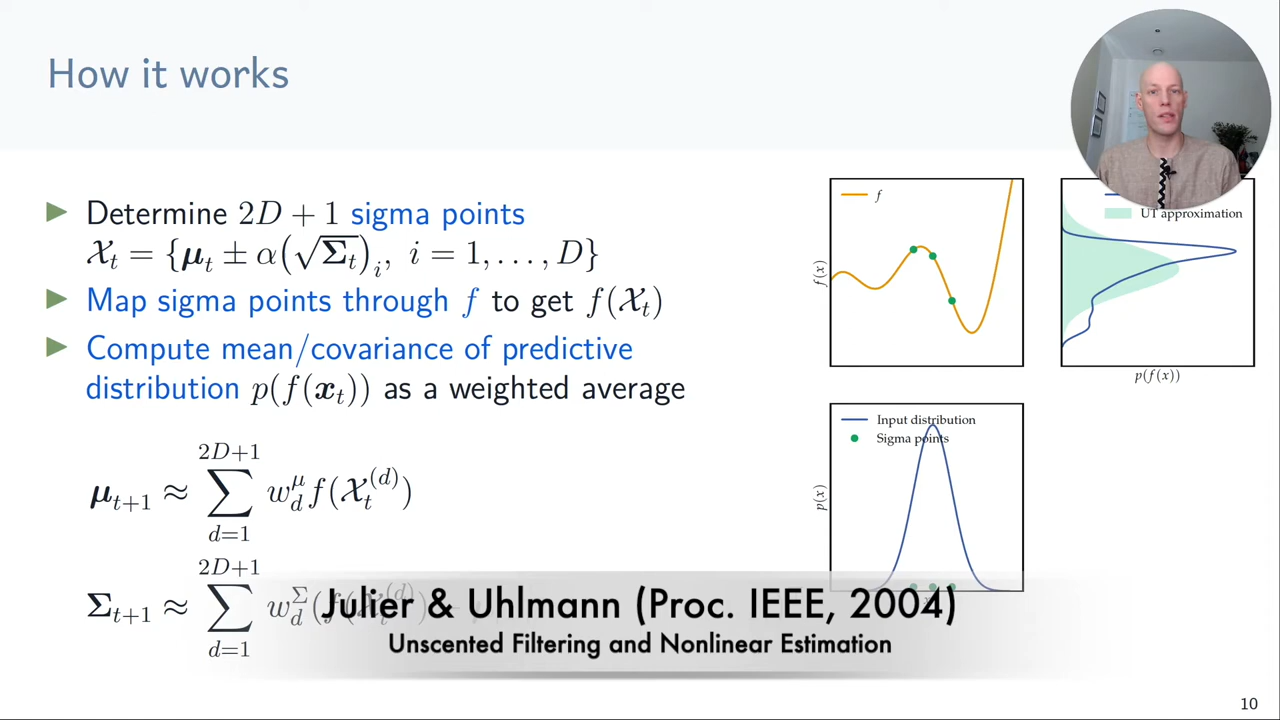 How it works
▶ Determine 2D + 1 sigma points
𝒳_t = {μ_t ± α(√Σ_t)_i, i = 1, . . . , D}
▶ Map sigma points through f to get f(𝒳_t)
▶ Compute mean/covariance of predictive
distribution p(f(x_t)) as a weighted average
μ_{t+1} ≈ ∑_{d=1}^{2D+1} w_d^μ f(𝒳_t^{(d)})
Σ_{t+1} ≈ ∑_{d=1}^{2D+1} w_d^Σ (f(𝒳_t^{(d)})
f
f(x)
UT approximation
p(f(x))
Input distribution
Sigma points
p(x)
Julier & Uhlmann (Proc. IEEE, 2004)
Unscented Filtering and Nonlinear Estimation
10